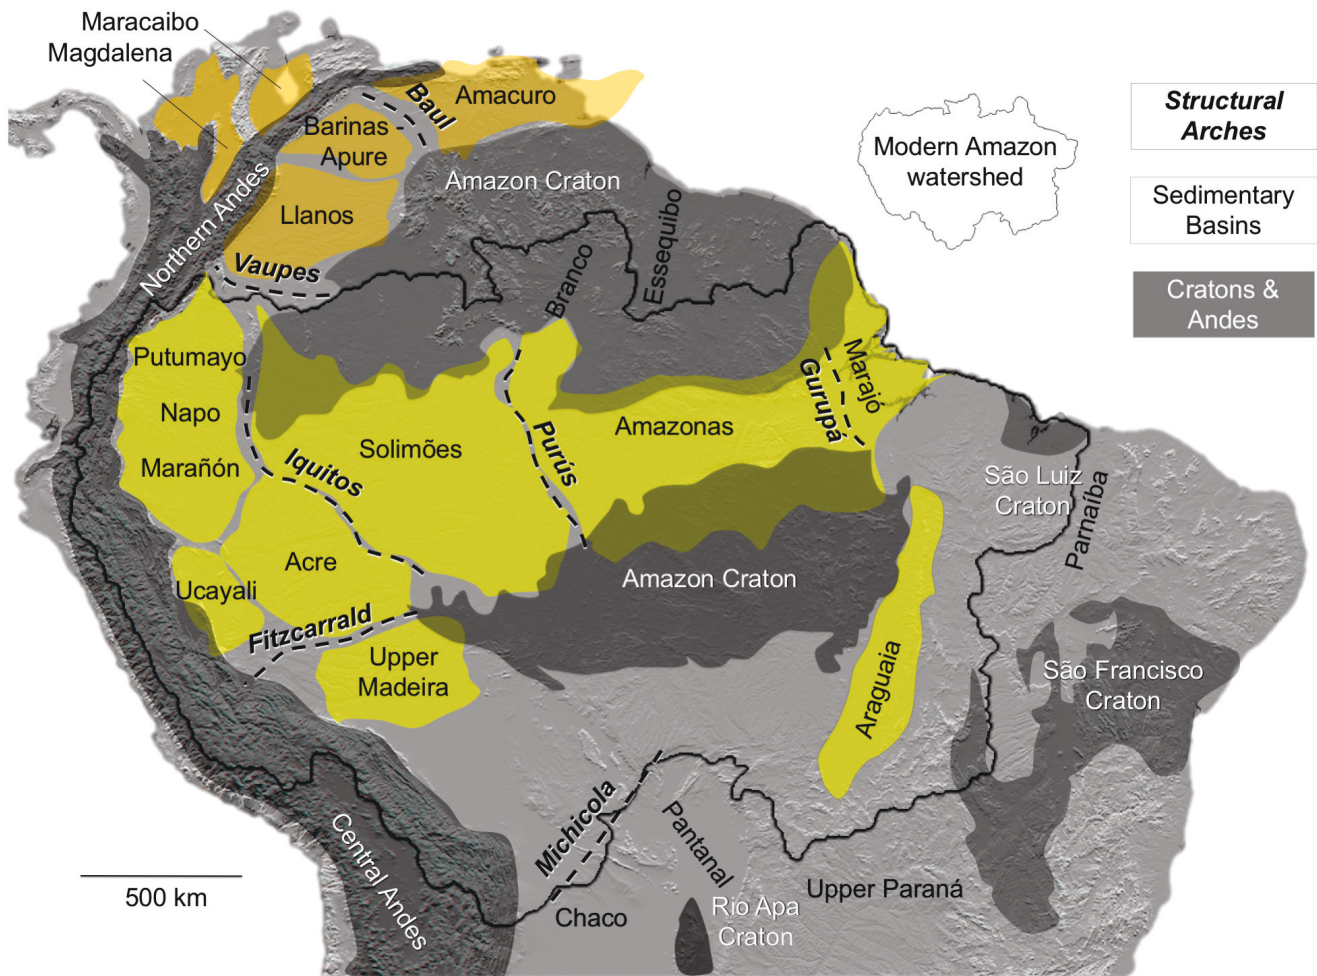 Maracaibo
Magdalena
Baul
Amacuro
Barinas -
Apure
Amazon Craton
Llanos
Northern Andes
Vaupes
Branco
Essequibo
Modern Amazon
watershed
Structural
Arches
Sedimentary
Basins
Cratons &
Andes
Putumayo
Napo
Marañón
Iquitos
Solimões
Purús
Amazonas
Gurupá
Marajó
São Luiz
Craton
Parnaíba
Acre
Ucayali
Fitzcarrald
Upper
Madeira
Amazon Craton
Araguaia
São Francisco
Craton
Michicola
Pantanal
Central Andes
500 km
Chaco
Rio Apa
Craton
Upper Paraná